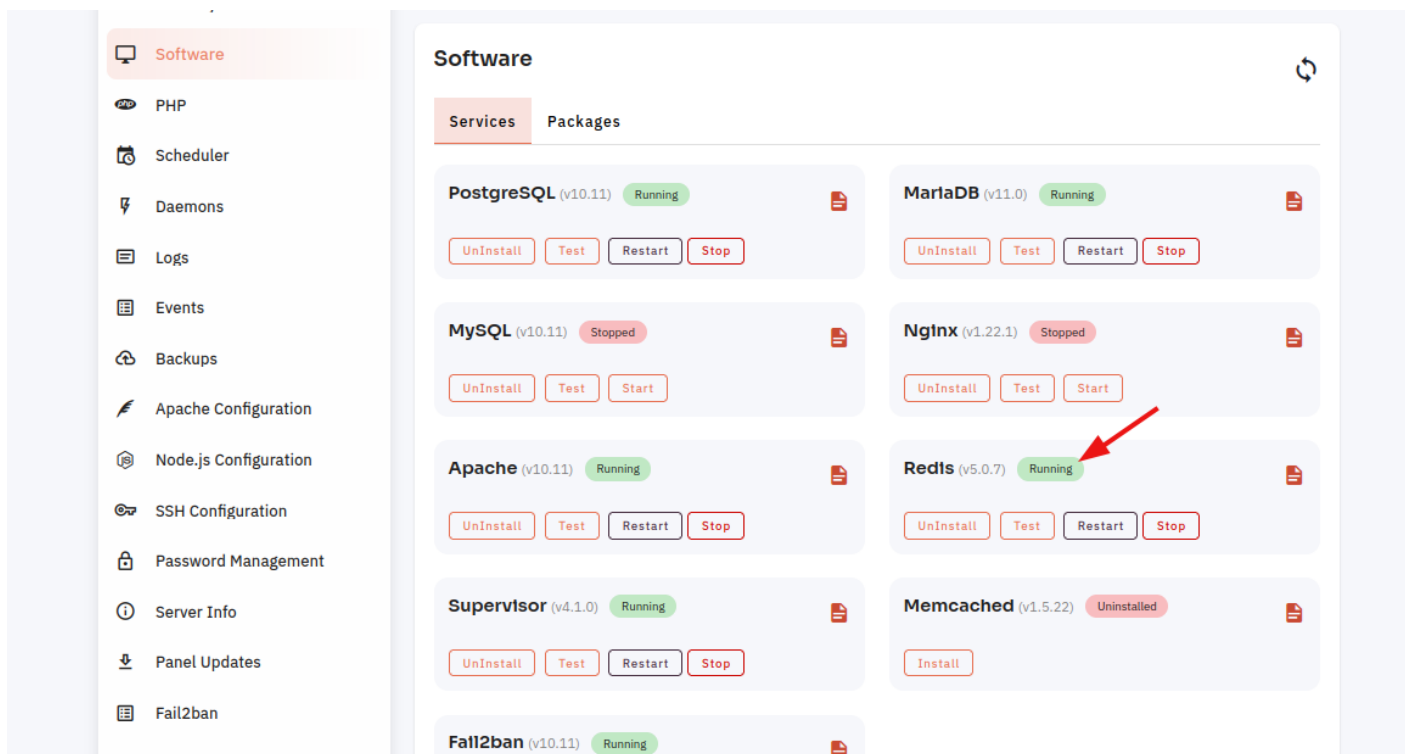 Software
PHP
Scheduler
Daemons
Logs
Events
Backups
Apache Configuration
Node.js Configuration
SSH Configuration
Password Management
Server Info
Panel Updates
Fail2ban
Software
Services Packages
PostgreSQL (v10.11) Running
UnInstall Test Restart Stop
MariaDB (v11.0) Running
UnInstall Test Restart Stop
MySQL (v10.11) Stopped
UnInstall Test Start
Nginx (v1.22.1) Stopped
UnInstall Test Start
Apache (v10.11) Running
UnInstall Test Restart Stop
Redis (v5.0.7) Running
UnInstall Test Restart Stop
Supervisor (v4.1.0) Running
UnInstall Test Restart Stop
Memcached (v1.5.22) Uninstalled
Install
Fail2ban (v10.11) Running